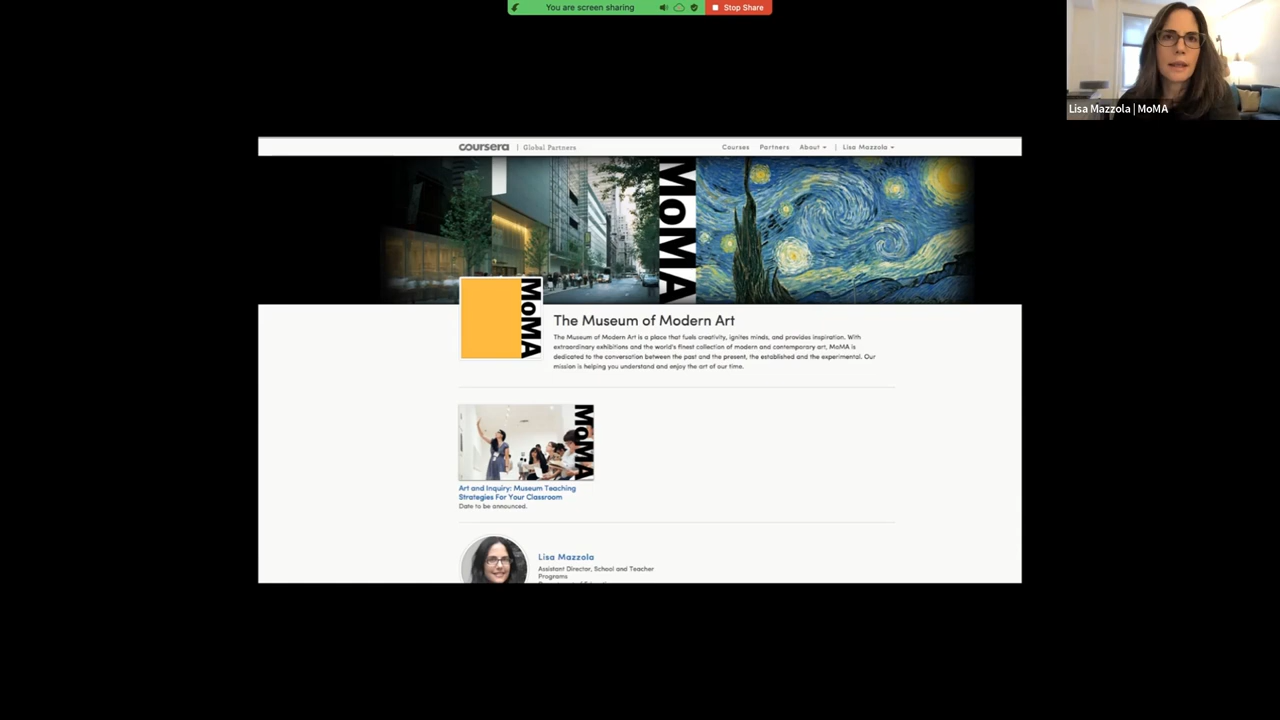 You are screen sharing
Stop Share
Lisa Mazzola | MoMA
coursera | Global Partners
Courses Partners About | Lisa Mazzola
MoMA
MoMA
The Museum of Modern Art
The Museum of Modern Art is a place that fuels creativity, ignites minds, and provides inspiration. With
extraordinary exhibitions and the world's finest collection of modern and contemporary art, MoMA is
dedicated to the conversation between the past and the present, the established and the experimental. Our
mission is helping you understand and enjoy the art of our time.
MoMA
Art and Inquiry: Museum Teaching
Strategies For Your Classroom
Date to be announced.
Lisa Mazzola
Assistant Director, School and Teacher
Programs